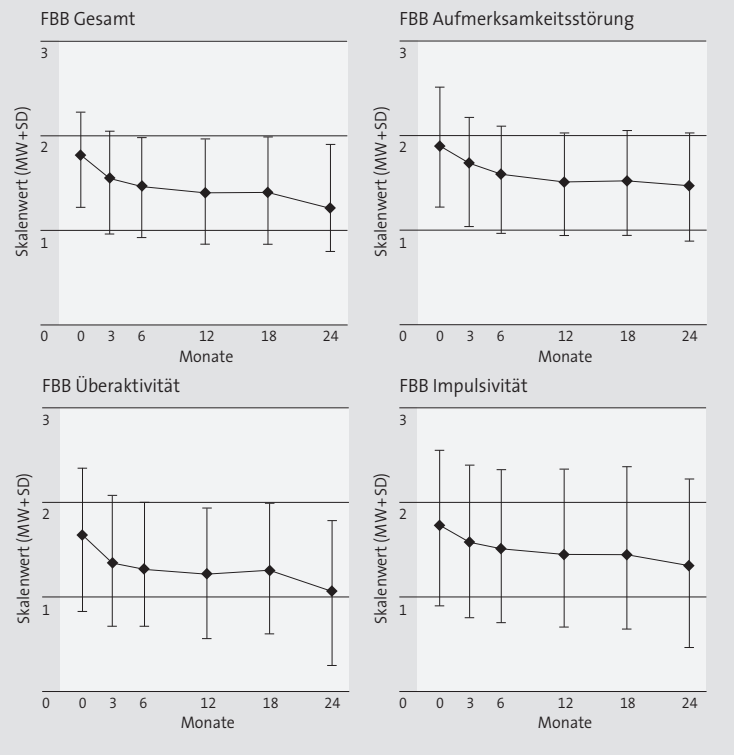 FBB Gesamt
3
2
1
0 0 3 6 12 18 24
Skalenwert (MW+SD)
Monate
FBB Aufmerksamkeitsstörung
3
2
1
0 0 3 6 12 18 24
Skalenwert (MW+SD)
Monate
FBB Überaktivität
3
2
1
0 0 3 6 12 18 24
Skalenwert (MW+SD)
Monate
FBB Impulsivität
3
2
1
0 0 3 6 12 18 24
Skalenwert (MW+SD)
Monate